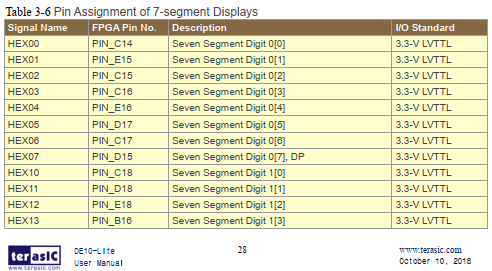 Table 3-6 Pin Assignment of 7-segment Displays
Signal Name FPGA Pin No. Description I/O Standard
HEX00 PIN_C14 Seven Segment Digit 0[0] 3.3-V LVTTL
HEX01 PIN_E15 Seven Segment Digit 0[1] 3.3-V LVTTL
HEX02 PIN_C15 Seven Segment Digit 0[2] 3.3-V LVTTL
HEX03 PIN_C16 Seven Segment Digit 0[3] 3.3-V LVTTL
HEX04 PIN_E16 Seven Segment Digit 0[4] 3.3-V LVTTL
HEX05 PIN_D17 Seven Segment Digit 0[5] 3.3-V LVTTL
HEX06 PIN_C17 Seven Segment Digit 0[6] 3.3-V LVTTL
HEX07 PIN_D15 Seven Segment Digit 0[7], DP 3.3-V LVTTL
HEX10 PIN_C18 Seven Segment Digit 1[0] 3.3-V LVTTL
HEX11 PIN_D18 Seven Segment Digit 1[1] 3.3-V LVTTL
HEX12 PIN_E18 Seven Segment Digit 1[2] 3.3-V LVTTL
HEX13 PIN_B16 Seven Segment Digit 1[3] 3.3-V LVTTL
terasIC DE10-Lite 28 www.terasic.com
www.terasic.com User Manual October 10, 2018